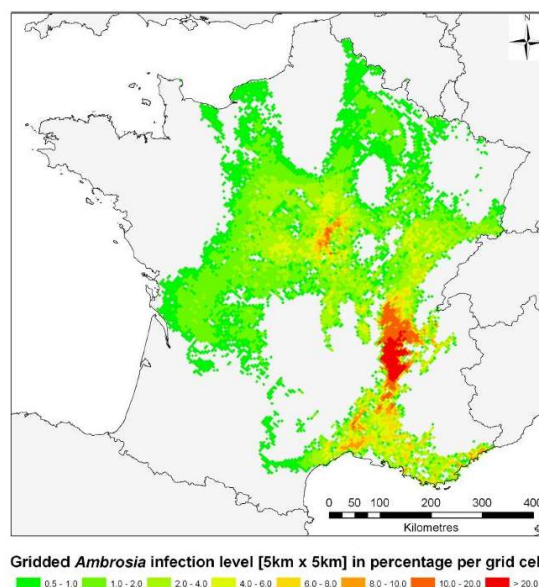 0 50 100 200 300 400
Kilometres
Gridded Ambrosia infection level [5km x 5km] in percentage per grid cel
0.5 - 1.0 1.0 - 2.0 2.0 - 4.0 4.0 - 6.0 6.0 - 8.0 8.0 - 10.0 10.0 - 20.0 > 20.0